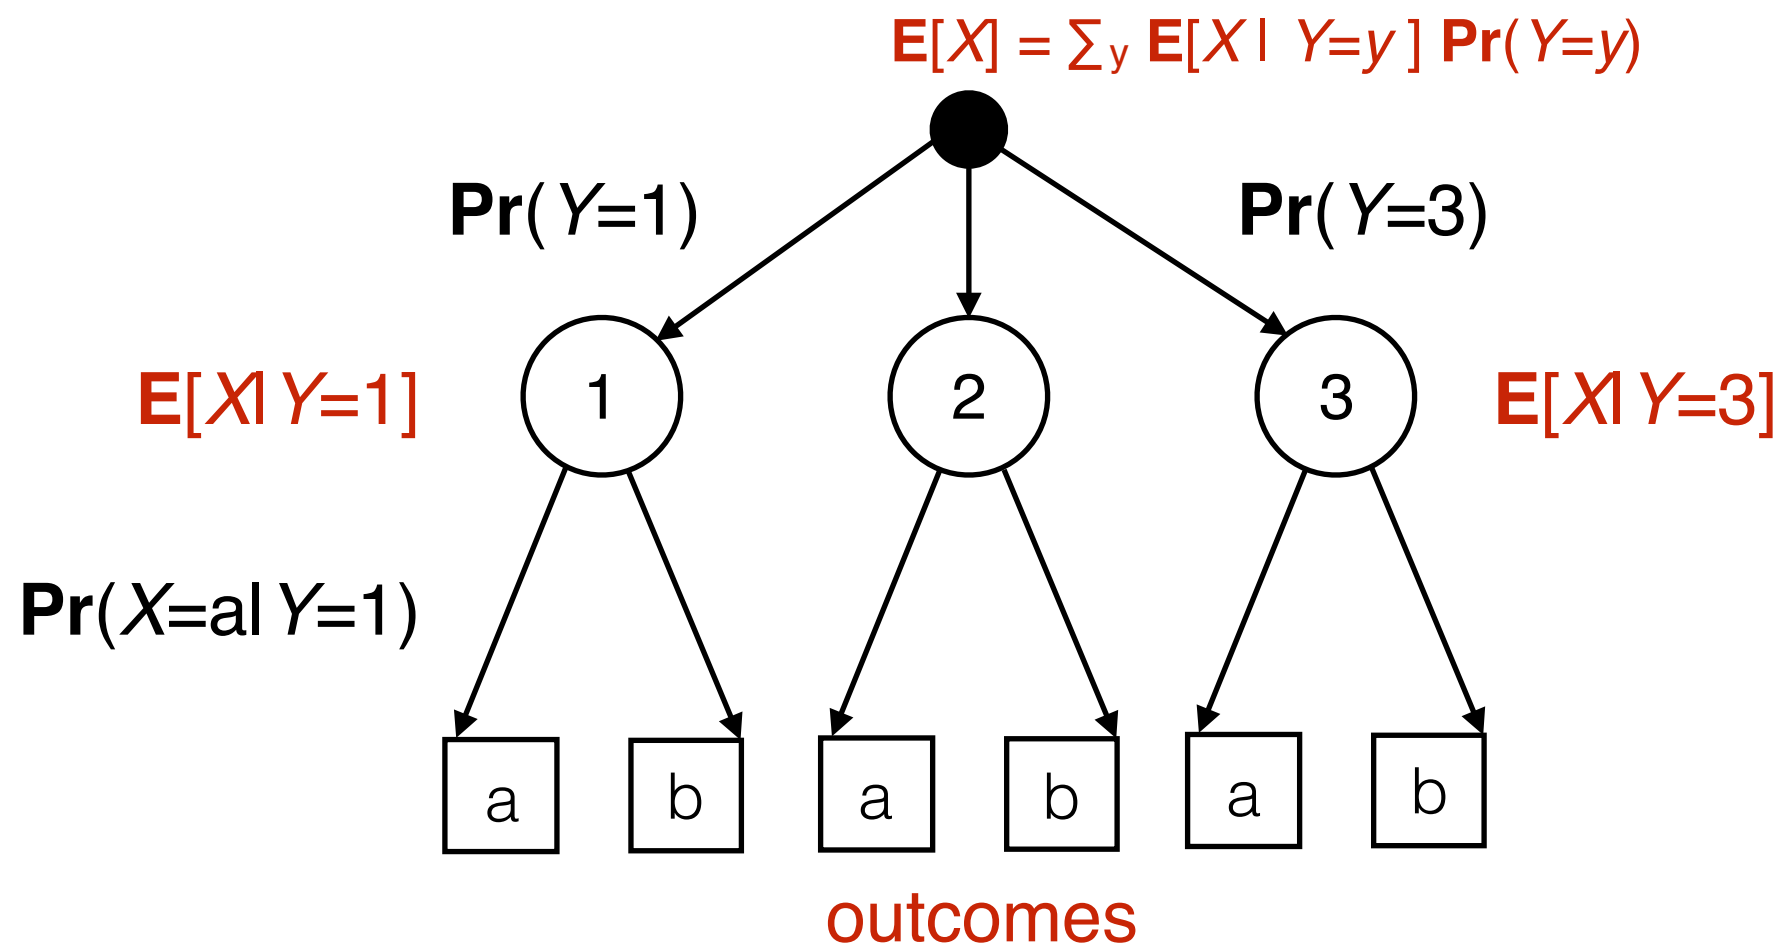 E[X] = ∑y E[X | Y=y ] Pr(Y=y)
Pr(Y=1)
Pr(Y=3)
E[X| Y=1]
1
2
3
E[X| Y=3]
Pr(X=a| Y=1)
a
b
a
b
a
b
outcomes